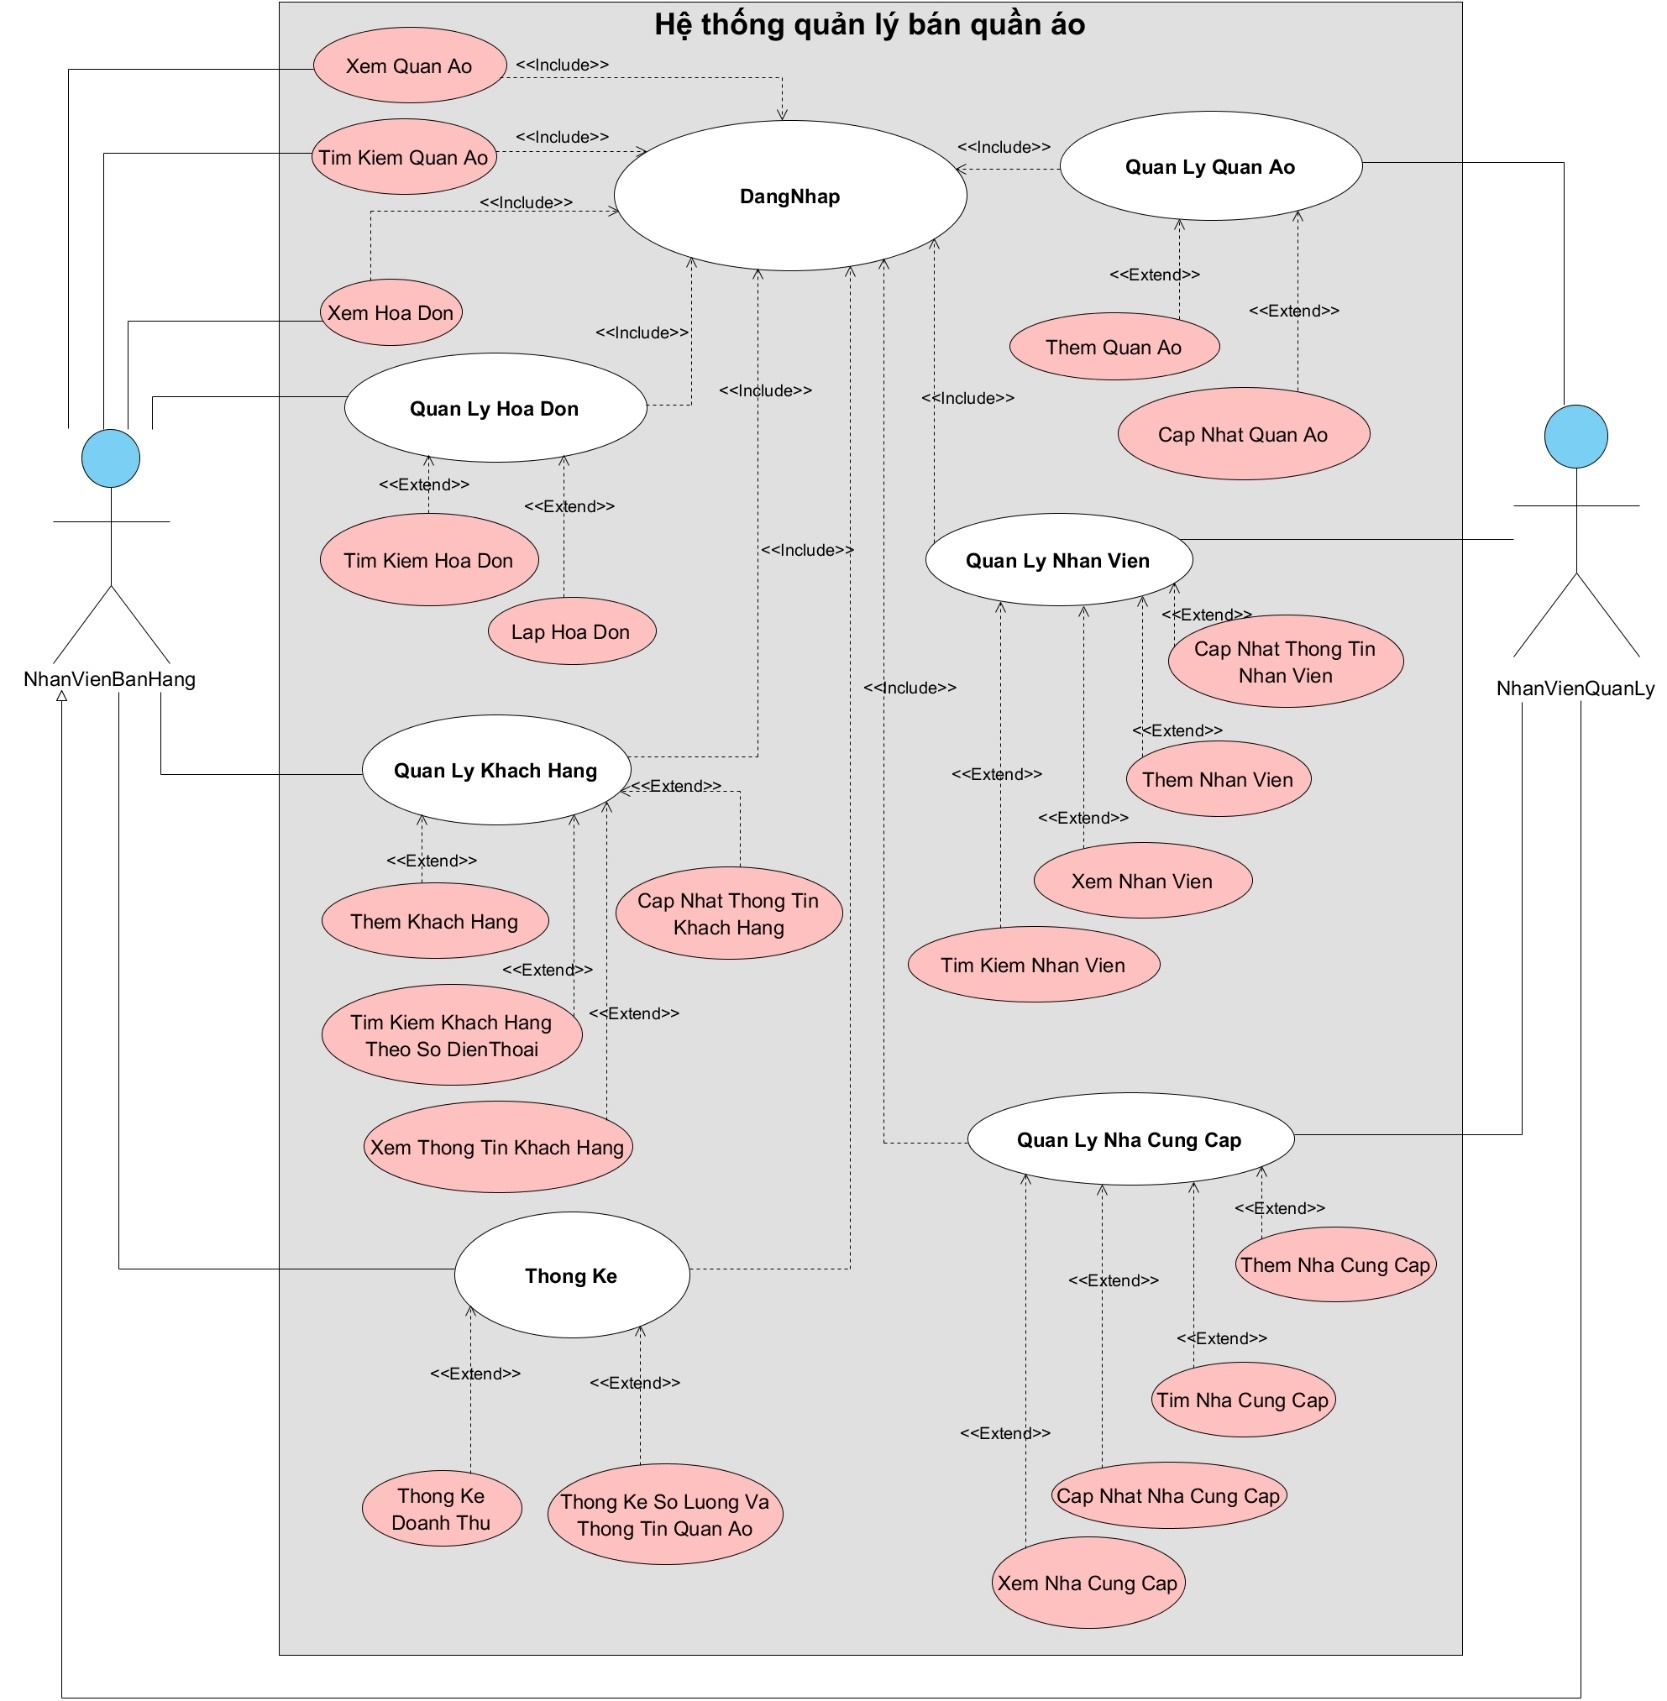 Hệ thống quản lý bán quần áo
Xem Quan Ao
<<Include>>
Tim Kiem Quan Ao
<<Include>>
<<Include>>
DangNhap
<<Include>>
Quan Ly Quan Ao
<<Extend>>
<<Extend>>
Xem Hoa Don
<<Include>>
Them Quan Ao
<<Include>>
<<Include>>
Quan Ly Hoa Don
Cap Nhat Quan Ao
<<Extend>>
<<Extend>>
<<Include>>
Tim Kiem Hoa Don
Quan Ly Nhan Vien
Lap Hoa Don
<<Extend>>
Cap Nhat Thong Tin
Nhan Vien
NhanVienBanHang
<<Include>>
NhanVienQuanLy
<<Extend>>
Quan Ly Khach Hang
<<Extend>>
<<Extend>>
Them Nhan Vien
<<Extend>>
<<Extend>>
Xem Nhan Vien
Cap Nhat Thong Tin
Khach Hang
Them Khach Hang
<<Extend>>
Tim Kiem Nhan Vien
<<Extend>>
Tim Kiem Khach Hang
Theo So DienThoai
Xem Thong Tin Khach Hang
Quan Ly Nha Cung Cap
<<Extend>>
Thong Ke
Them Nha Cung Cap
<<Extend>>
<<Extend>>
<<Extend>>
<<Extend>>
Tim Nha Cung Cap
<<Extend>>
Thong Ke
Doanh Thu
Thong Ke So Luong Va
Thong Tin Quan Ao
Cap Nhat Nha Cung Cap
Xem Nha Cung Cap